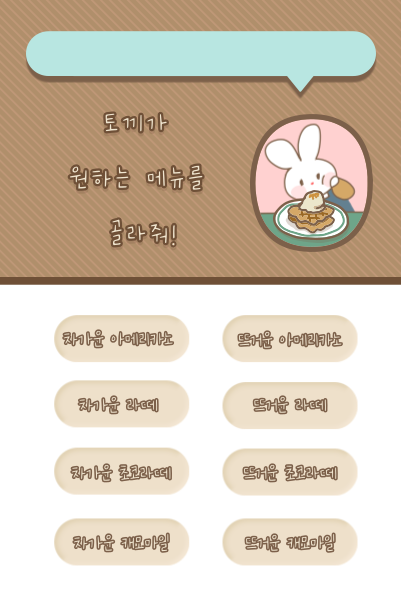 토끼가
원하는 메뉴를
골라줘!
차가운 아메리카노
뜨거운 아메리카노
차가운 라떼
뜨거운 라떼
차가운 초코라떼
뜨거운 초코라떼
차가운 캐모마일
뜨거운 캐모마일